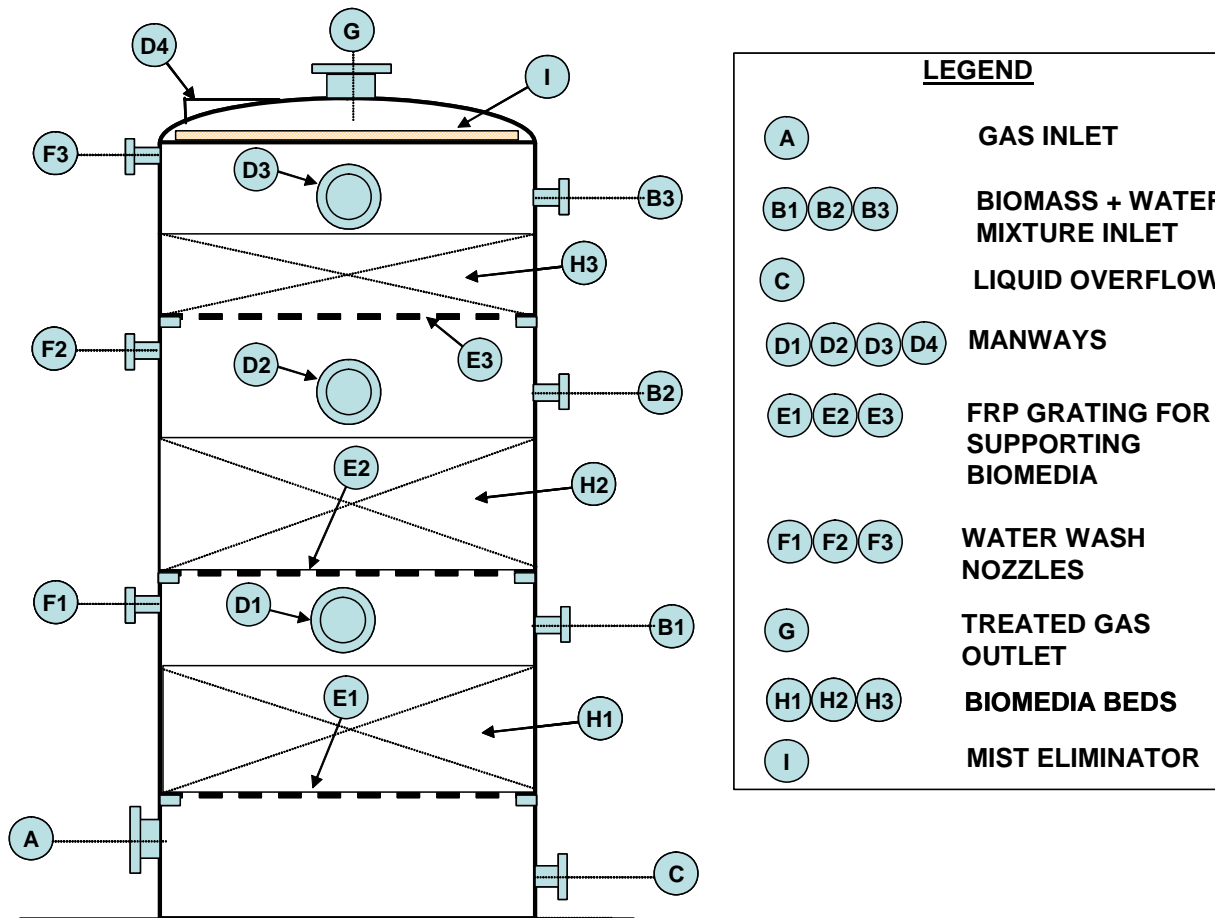 G
D4
I
F3
D3
B3
H3
F2
E3
D2
B2
E2
H2
F1
D1
B1
E1
H1
A
C
LEGEND
A GAS INLET
B1 B2 B3 BIOMASS + WATER
MIXTURE INLET
C LIQUID OVERFLOW
D1 D2 D3 D4 MANWAYS
E1 E2 E3 FRP GRATING FOR
SUPPORTING
BIOMEDIA
F1 F2 F3 WATER WASH
NOZZLES
G TREATED GAS
OUTLET
H1 H2 H3 BIOMEDIA BEDS
I MIST ELIMINATOR